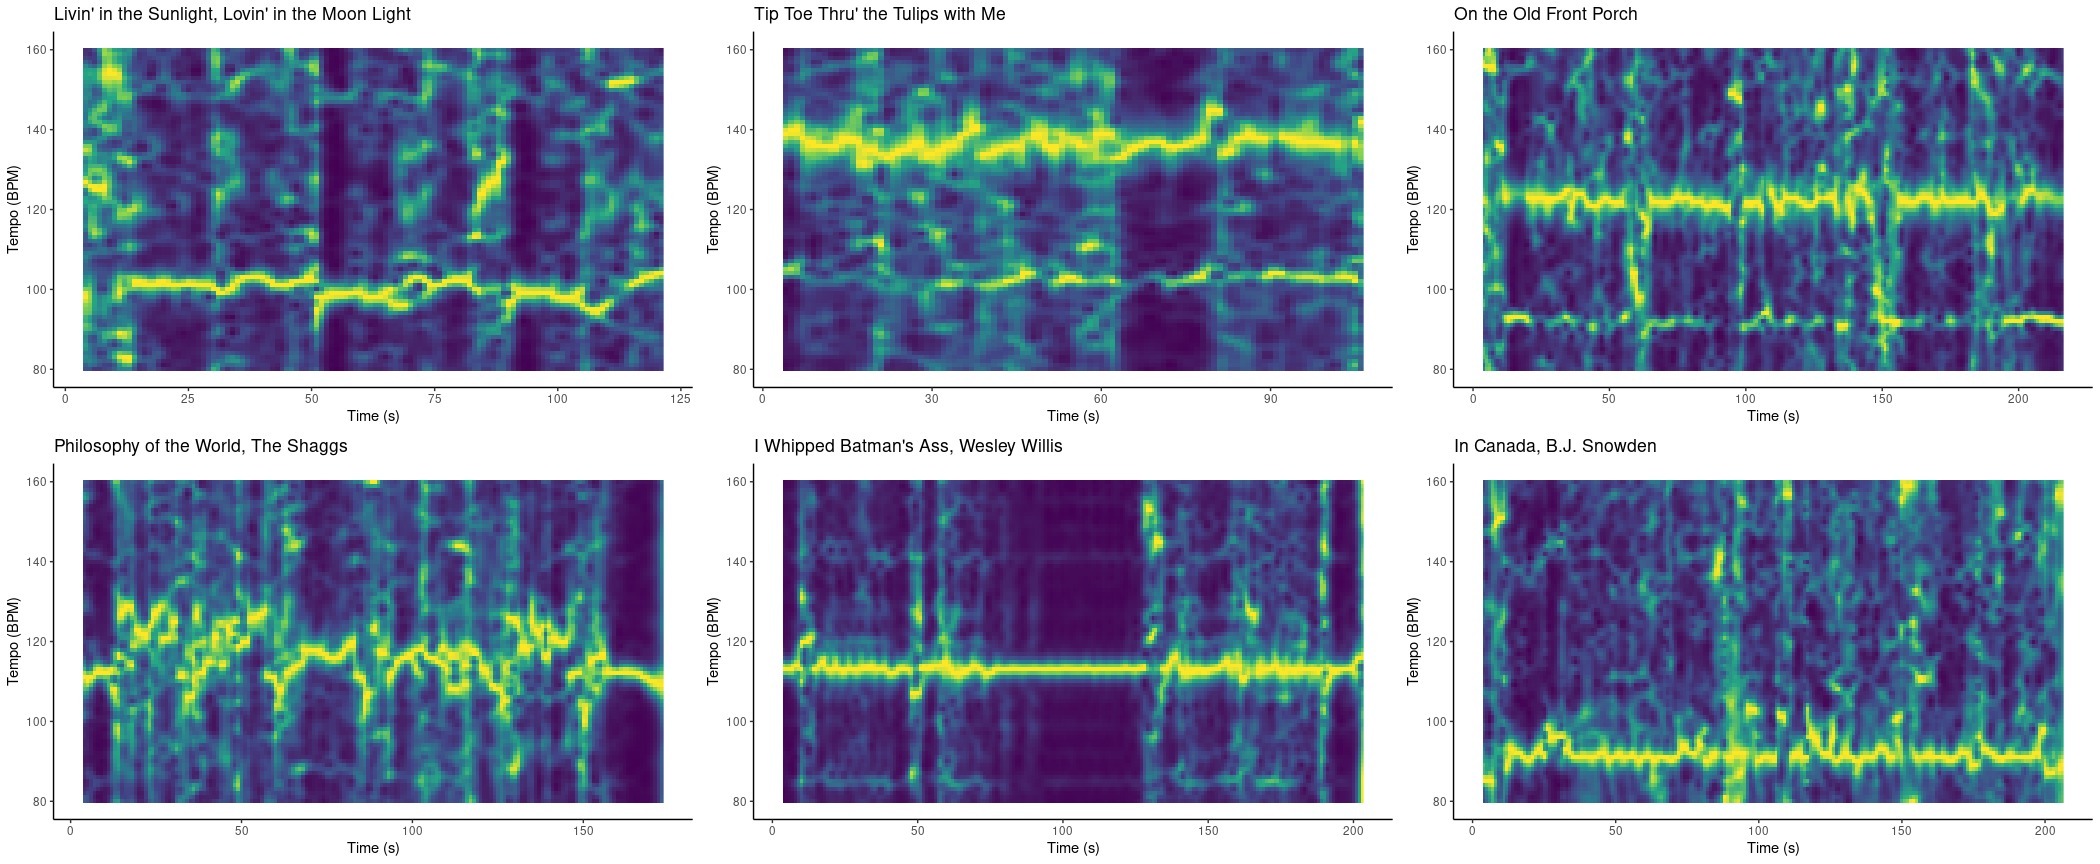 Livin' in the Sunlight, Lovin' in the Moon Light
Tempo (BPM)
160
140
120
100
80
0 25 50 75 100 125
Time (s)
Tip Toe Thru' the Tulips with Me
Tempo (BPM)
160
140
120
100
80
0 30 60 90
Time (s)
On the Old Front Porch
Tempo (BPM)
160
140
120
100
80
0 50 100 150 200
Time (s)
Philosophy of the World, The Shaggs
Tempo (BPM)
160
140
120
100
80
0 50 100 150
Time (s)
I Whipped Batman's Ass, Wesley Willis
Tempo (BPM)
160
140
120
100
80
0 50 100 150 200
Time (s)
In Canada, B.J. Snowden
Tempo (BPM)
160
140
120
100
80
0 50 100 150 200
Time (s)